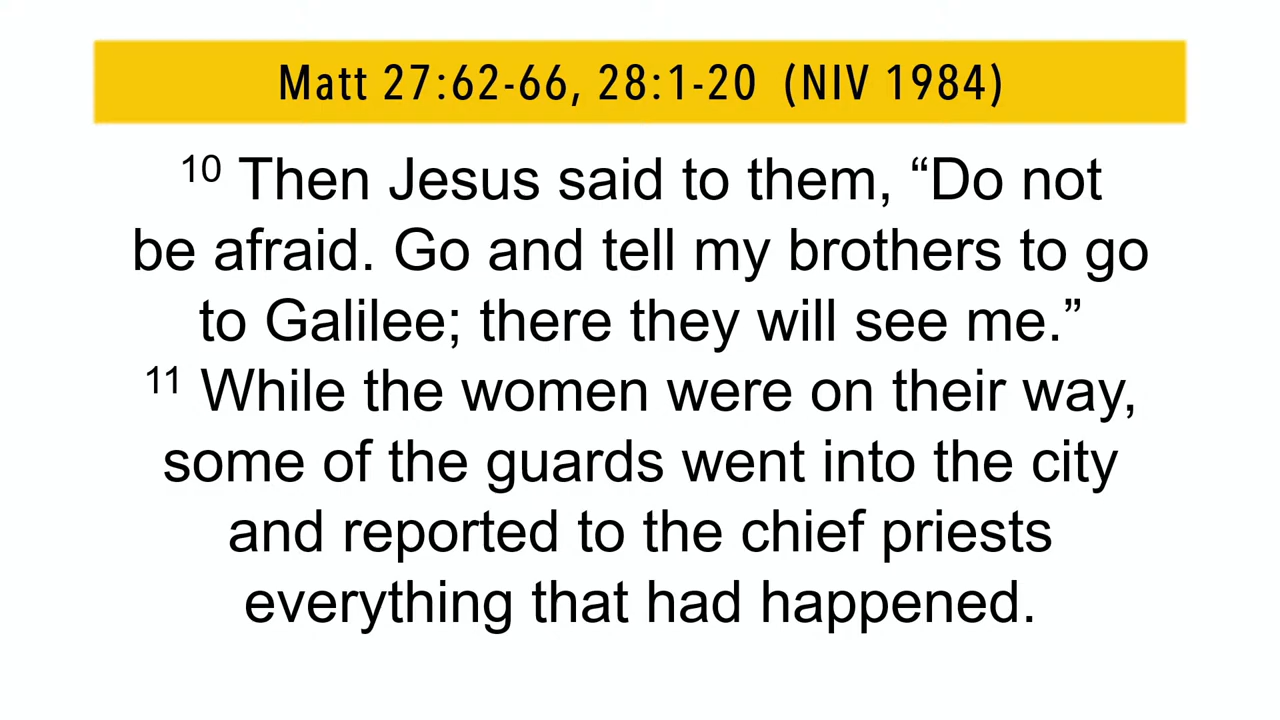 Matt 27:62-66, 28:1-20 (NIV 1984)
10 Then Jesus said to them, “Do not
be afraid. Go and tell my brothers to go
to Galilee; there they will see me.”
11 While the women were on their way,
some of the guards went into the city
and reported to the chief priests
everything that had happened.